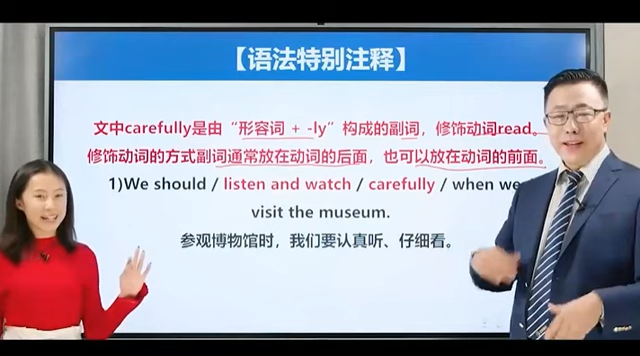 【语法特别注释】
文中carefully是由“形容词 + -ly”构成的副词，修饰动词read。
修饰动词的方式副词通常放在动词的后面，也可以放在动词的前面。
1)We should / listen and watch / carefully / when we
visit the museum.
参观博物馆时，我们要认真听、仔细看。